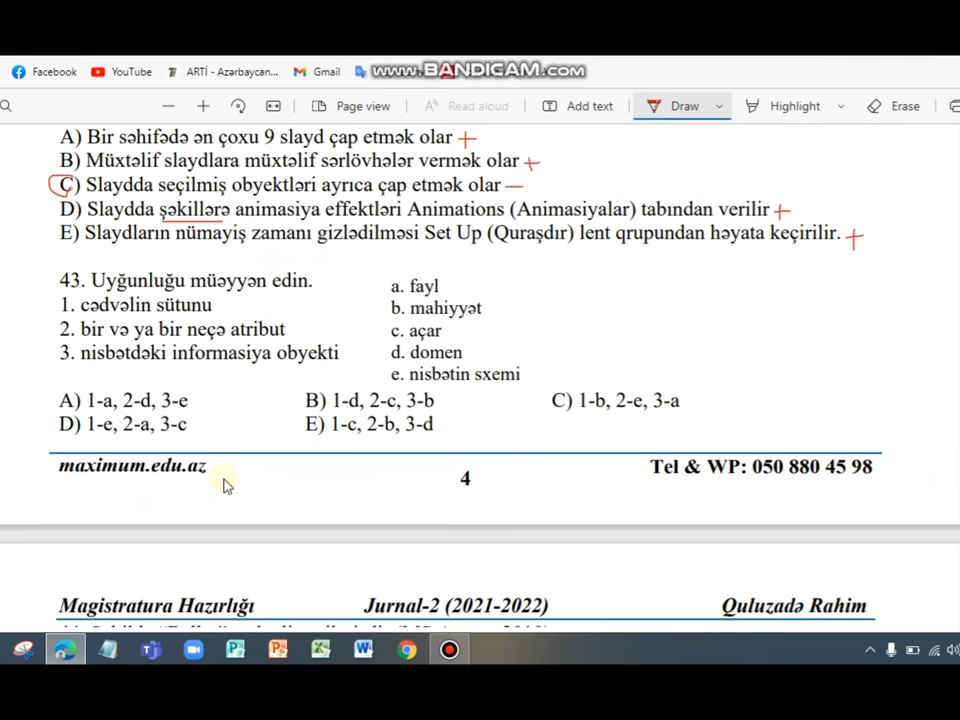 www.BANDICAM.com
Facebook YouTube ARTİ - Azərbaycan... Gmail
Page view Read aloud Add text Draw Highlight Erase
A) Bir səhifədə ən çoxu 9 slayd çap etmək olar +
B) Müxtəlif slaydlara müxtəlif sərlövhələr vermək olar +
C) Slaydda seçilmiş obyektləri ayrıca çap etmək olar –
D) Slaydda şəkillərə animasiya effektləri Animations (Animasiyalar) tabından verilir +
E) Slaydların nümayiş zamanı gizlədilməsi Set Up (Quraşdır) lent qrupundan həyata keçirilir. +
43. Uyğunluğu müəyyən edin.
1. cədvəlin sütunu
2. bir və ya bir neçə atribut
3. nisbətdəki informasiya obyekti
a. fayl
b. mahiyyət
c. açar
d. domen
e. nisbətin sxemi
A) 1-a, 2-d, 3-e B) 1-d, 2-c, 3-b C) 1-b, 2-e, 3-a
D) 1-e, 2-a, 3-c E) 1-c, 2-b, 3-d
maximum.edu.az 4 Tel & WP: 050 880 45 98
Magistratura Hazırlığı Jurnal-2 (2021-2022) Quluzadə Rahim